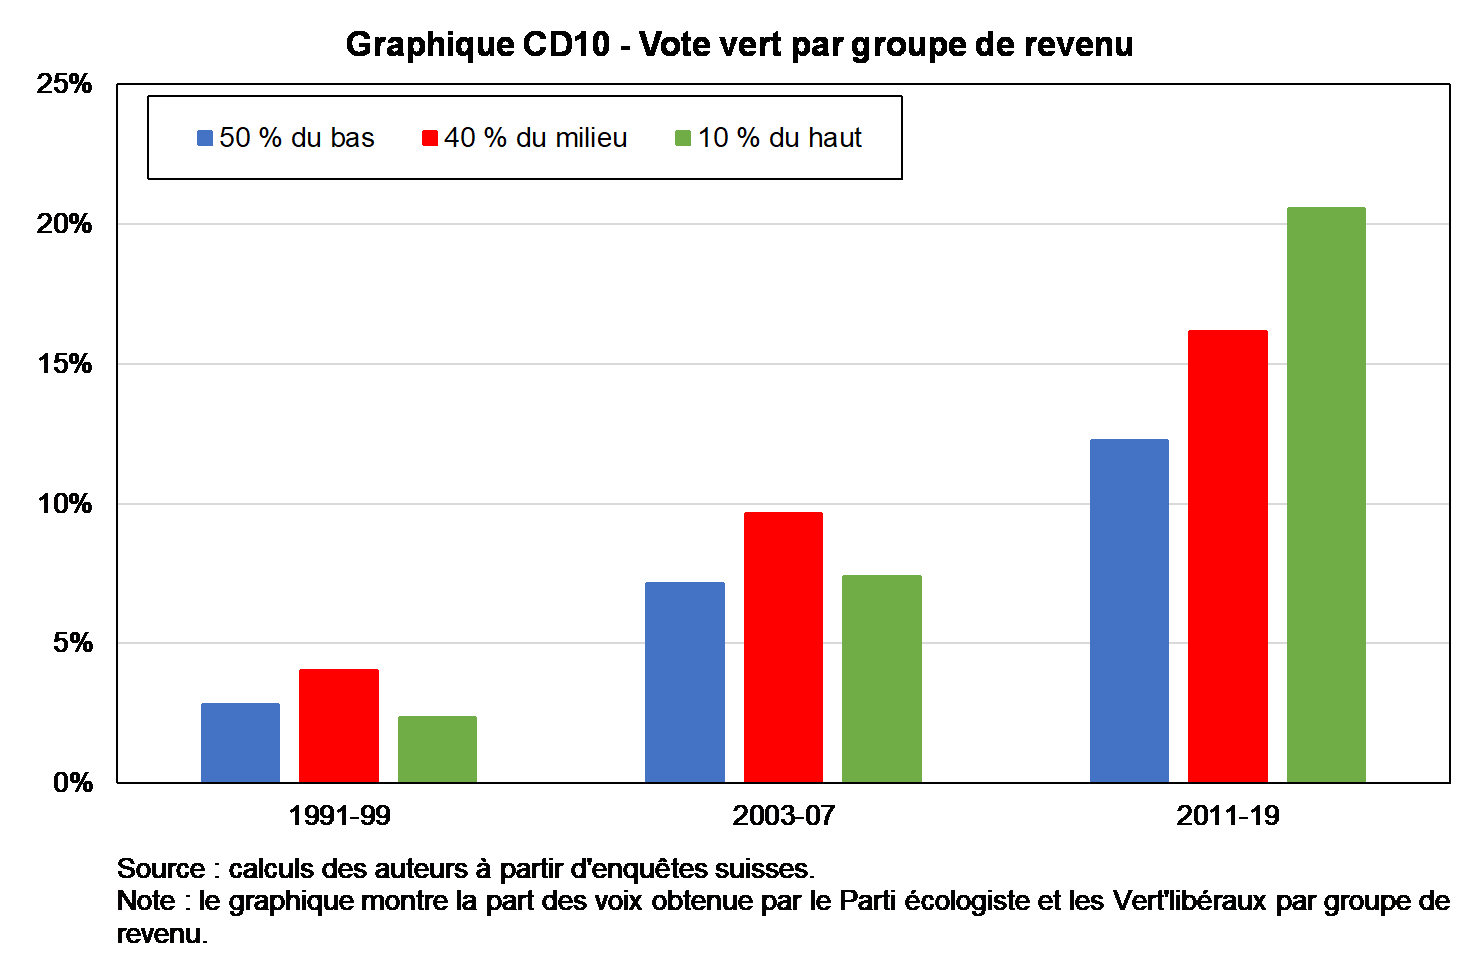 Graphique CD10 - Vote vert par groupe de revenu
25%
50 % du bas 40 % du milieu 10 % du haut
20%
15%
10%
5%
0%
1991-99 2003-07 2011-19
Source : calculs des auteurs à partir d'enquêtes suisses.
Note : le graphique montre la part des voix obtenue par le Parti écologiste et les Vert'libéraux par groupe de
revenu.